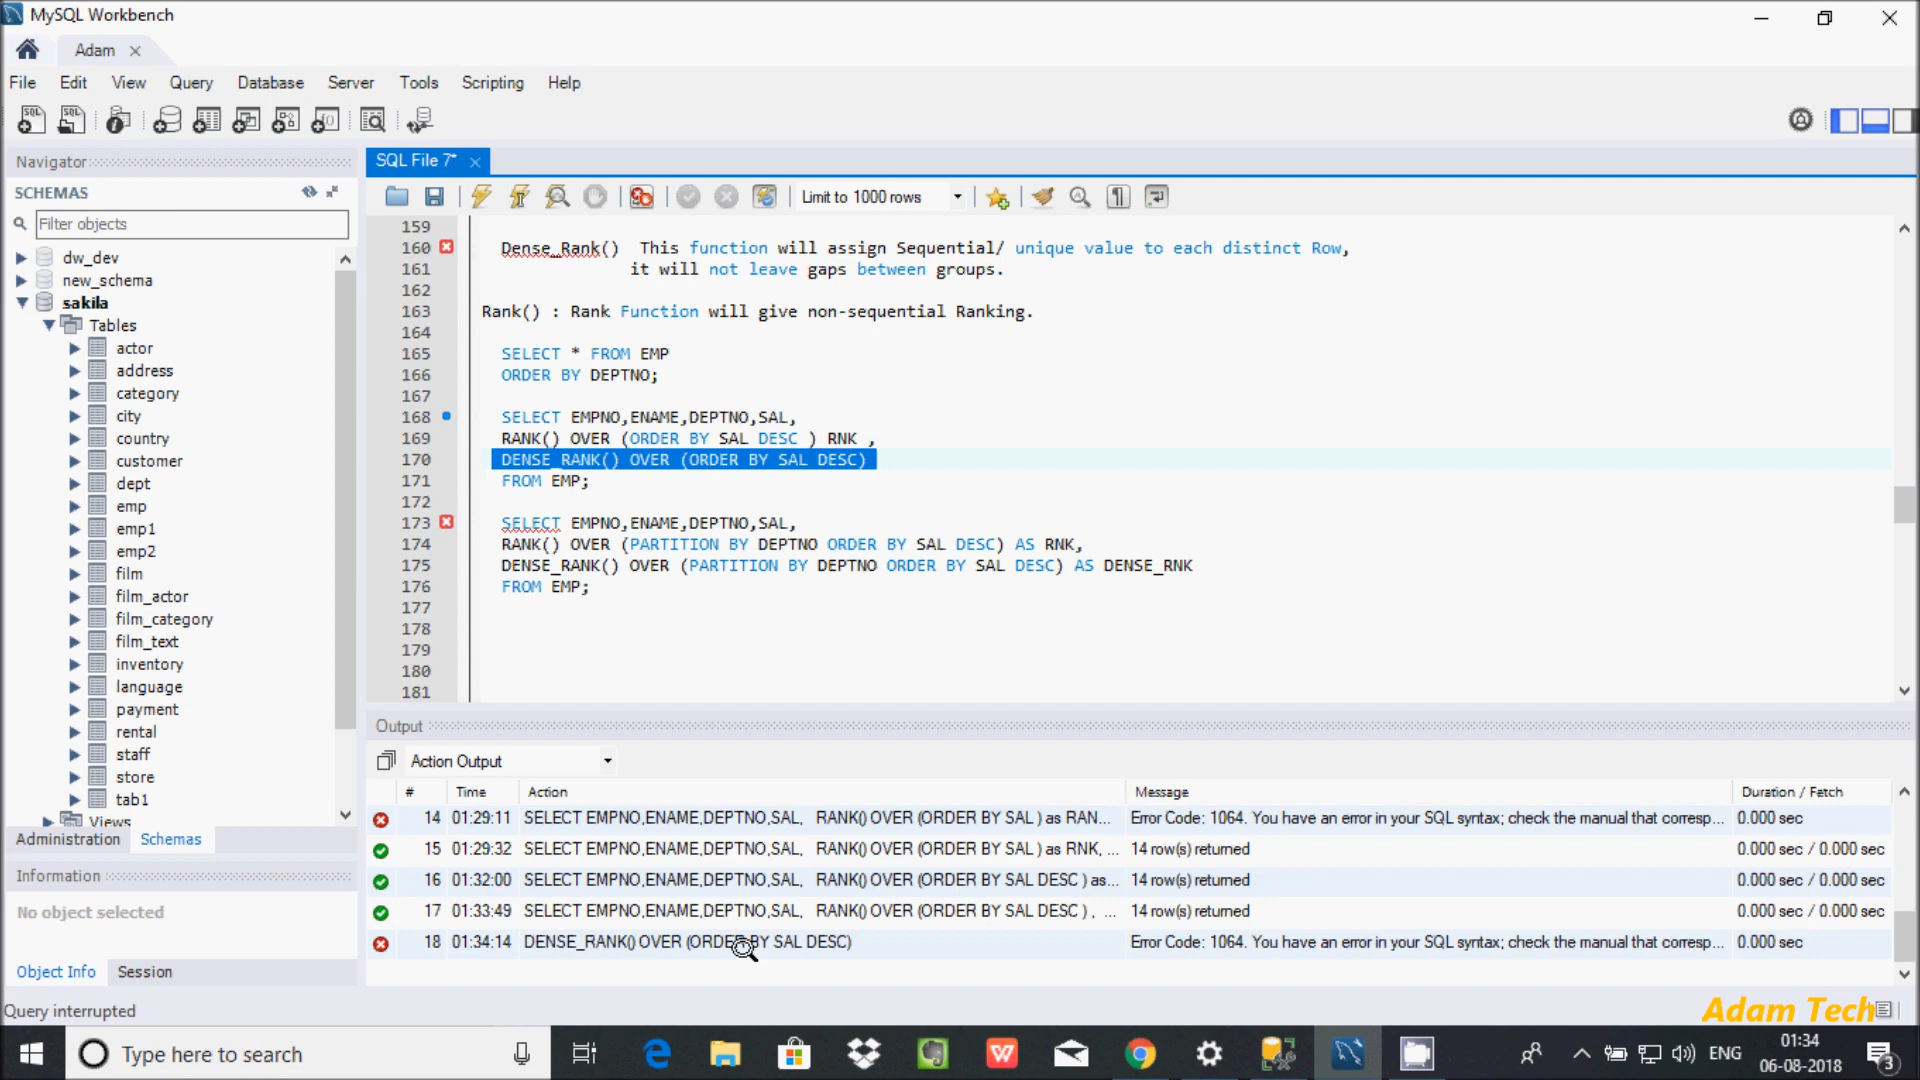 MySQL Workbench
Adam
File Edit View Query Database Server Tools Scripting Help
Navigator
SCHEMAS
Filter objects
dw_dev
new_schema
sakila
Tables
actor
address
category
city
country
customer
dept
emp
emp1
emp2
film
film_actor
film_category
film_text
inventory
language
payment
rental
staff
store
tab1
Views
Administration Schemas
Information
No object selected
Object Info Session
Query interrupted
SQL File 7*
Limit to 1000 rows
159
160 Dense_Rank() This function will assign Sequential/ unique value to each distinct Row,
161 it will not leave gaps between groups.
162
163 Rank() : Rank Function will give non-sequential Ranking.
164
165 SELECT * FROM EMP
166 ORDER BY DEPTNO;
167
168 SELECT EMPNO,ENAME,DEPTNO,SAL,
169 RANK() OVER (ORDER BY SAL DESC ) RNK ,
170 DENSE_RANK() OVER (ORDER BY SAL DESC)
171 FROM EMP;
172
173 SELECT EMPNO,ENAME,DEPTNO,SAL,
174 RANK() OVER (PARTITION BY DEPTNO ORDER BY SAL DESC) AS RNK,
175 DENSE_RANK() OVER (PARTITION BY DEPTNO ORDER BY SAL DESC) AS DENSE_RNK
176 FROM EMP;
177
178
179
180
181
Output
Action Output
# Time Action Message Duration / Fetch
14 01:29:11 SELECT EMPNO,ENAME,DEPTNO,SAL, RANK() OVER (ORDER BY SAL ) as RAN... Error Code: 1064. You have an error in your SQL syntax; check the manual that corresp... 0.000 sec
15 01:29:32 SELECT EMPNO,ENAME,DEPTNO,SAL, RANK() OVER (ORDER BY SAL ) as RNK, ... 14 row(s) returned 0.000 sec / 0.000 sec
16 01:32:00 SELECT EMPNO,ENAME,DEPTNO,SAL, RANK() OVER (ORDER BY SAL DESC ) as... 14 row(s) returned 0.000 sec / 0.000 sec
17 01:33:49 SELECT EMPNO,ENAME,DEPTNO,SAL, RANK() OVER (ORDER BY SAL DESC ) , ... 14 row(s) returned 0.000 sec / 0.000 sec
18 01:34:14 DENSE_RANK() OVER (ORDER BY SAL DESC) Error Code: 1064. You have an error in your SQL syntax; check the manual that corresp... 0.000 sec
Adam Tech
Type here to search
ENG
01:34
06-08-2018
3